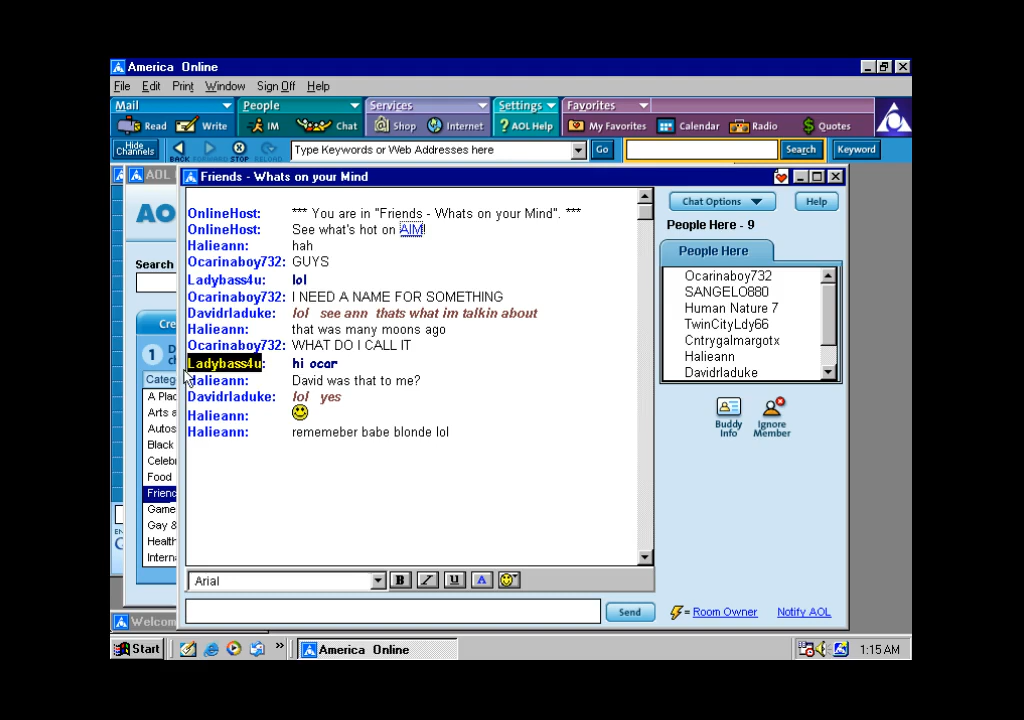 America Online
File Edit Print Window Sign Off Help
Mail People Services Settings Favorites
Read Write IM Chat Shop Internet AOL Help My Favorites Calendar Radio Quotes
Hide Channels BACK FORWARD STOP RELOAD Type Keywords or Web Addresses here Go Search Keyword
AOL
Friends - Whats on your Mind
AO
Search
Cre
1
Categ
A Plac
Arts a
Autos
Black
Celebr
Food
Friend
Game
Gay &
Health
Intern
OnlineHost: *** You are in "Friends - Whats on your Mind". ***
OnlineHost: See what's hot on AIM!
Halieann: hah
Ocarinaboy732: GUYS
Ladybass4u: lol
Ocarinaboy732: I NEED A NAME FOR SOMETHING
Davidrladuke: lol see ann thats what im talkin about
Halieann: that was many moons ago
Ocarinaboy732: WHAT DO I CALL IT
Ladybass4u: hi ocar
Halieann: David was that to me?
Davidrladuke: lol yes
Halieann:
Halieann: rememeber babe blonde lol
Chat Options Help
People Here - 9
People Here
Ocarinaboy732
SANGELO880
Human Nature 7
TwinCityLdy66
Cntrygalmargotx
Halieann
Davidrladuke
Buddy Info
Ignore Member
Arial B I U A
Send = Room Owner Notify AOL
Welcom
Start » America Online 1:15 AM